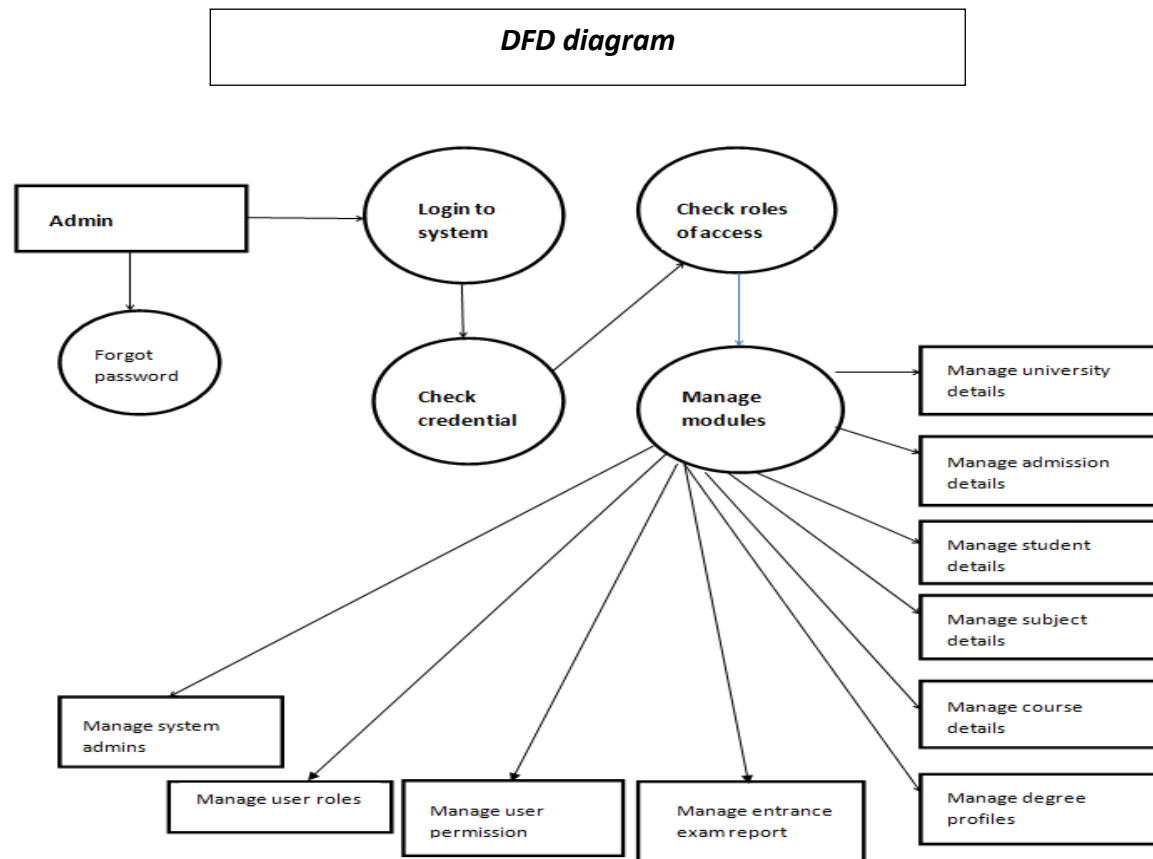 DFD diagram
Admin
Login to
system
Check roles
of access
Forgot
password
Check
credential
Manage
modules
Manage university
details
Manage admission
details
Manage student
details
Manage subject
details
Manage course
details
Manage degree
profiles
Manage system
admins
Manage user roles
Manage user
permission
Manage entrance
exam report